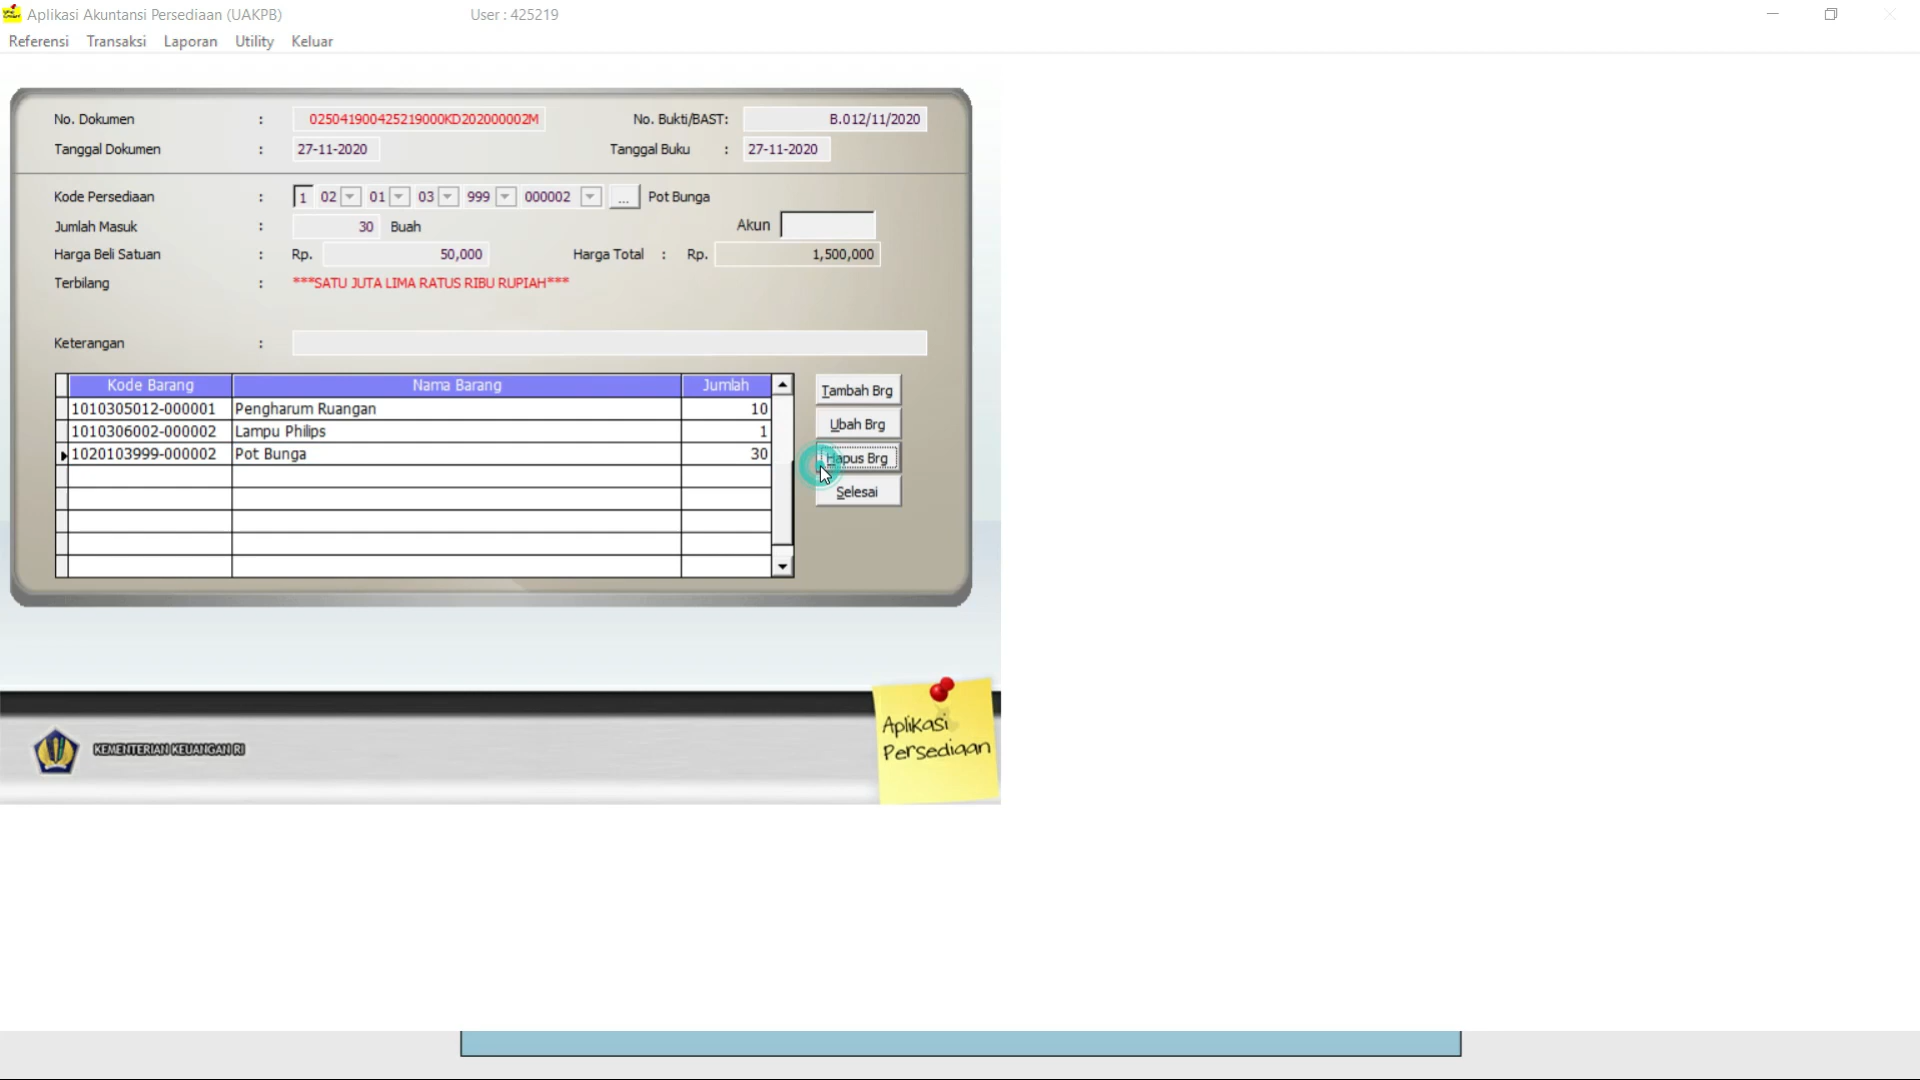 Aplikasi Akuntansi Persediaan (UAKPB) User : 425219
Referensi Transaksi Laporan Utility Keluar
No. Dokumen : 025041900425219000KD202000002M No. Bukti/BAST: B.012/11/2020
Tanggal Dokumen : 27-11-2020 Tanggal Buku : 27-11-2020
Kode Persediaan : 1 02 01 03 999 000002 ... Pot Bunga
Jumlah Masuk : 30 Buah Akun
Harga Beli Satuan : Rp. 50,000 Harga Total : Rp. 1,500,000
Terbilang : ***SATU JUTA LIMA RATUS RIBU RUPIAH***
Keterangan :
Kode Barang Nama Barang Jumlah
1010305012-000001 Pengharum Ruangan 10
1010306002-000002 Lampu Philips 1
1020103999-000002 Pot Bunga 30
Tambah Brg
Ubah Brg
Hapus Brg
Selesai
Aplikasi
Persediaan
KEMENTERIAN KEUANGAN RI